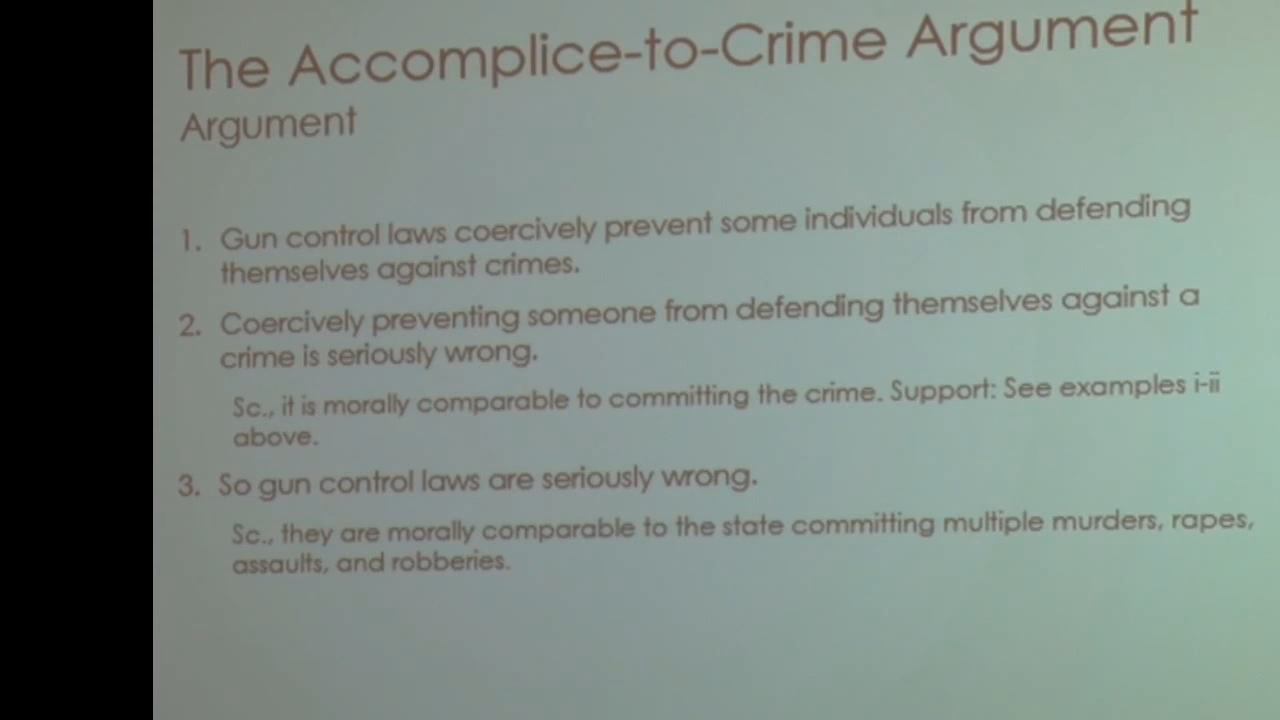 The Accomplice-to-Crime Argument
Argument
1. Gun control laws coercively prevent some individuals from defending
themselves against crimes.
2. Coercively preventing someone from defending themselves against a
crime is seriously wrong.
Sc., it is morally comparable to committing the crime. Support: See examples i-ii
above.
3. So gun control laws are seriously wrong.
Sc., they are morally comparable to the state committing multiple murders, rapes,
assaults, and robberies.